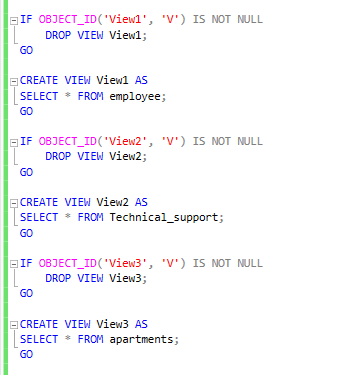 IF OBJECT_ID('View1', 'V') IS NOT NULL
DROP VIEW View1;
GO
CREATE VIEW View1 AS
SELECT * FROM employee;
GO
IF OBJECT_ID('View2', 'V') IS NOT NULL
DROP VIEW View2;
GO
CREATE VIEW View2 AS
SELECT * FROM Technical_support;
GO
IF OBJECT_ID('View3', 'V') IS NOT NULL
DROP VIEW View3;
GO
CREATE VIEW View3 AS
SELECT * FROM apartments;
GO